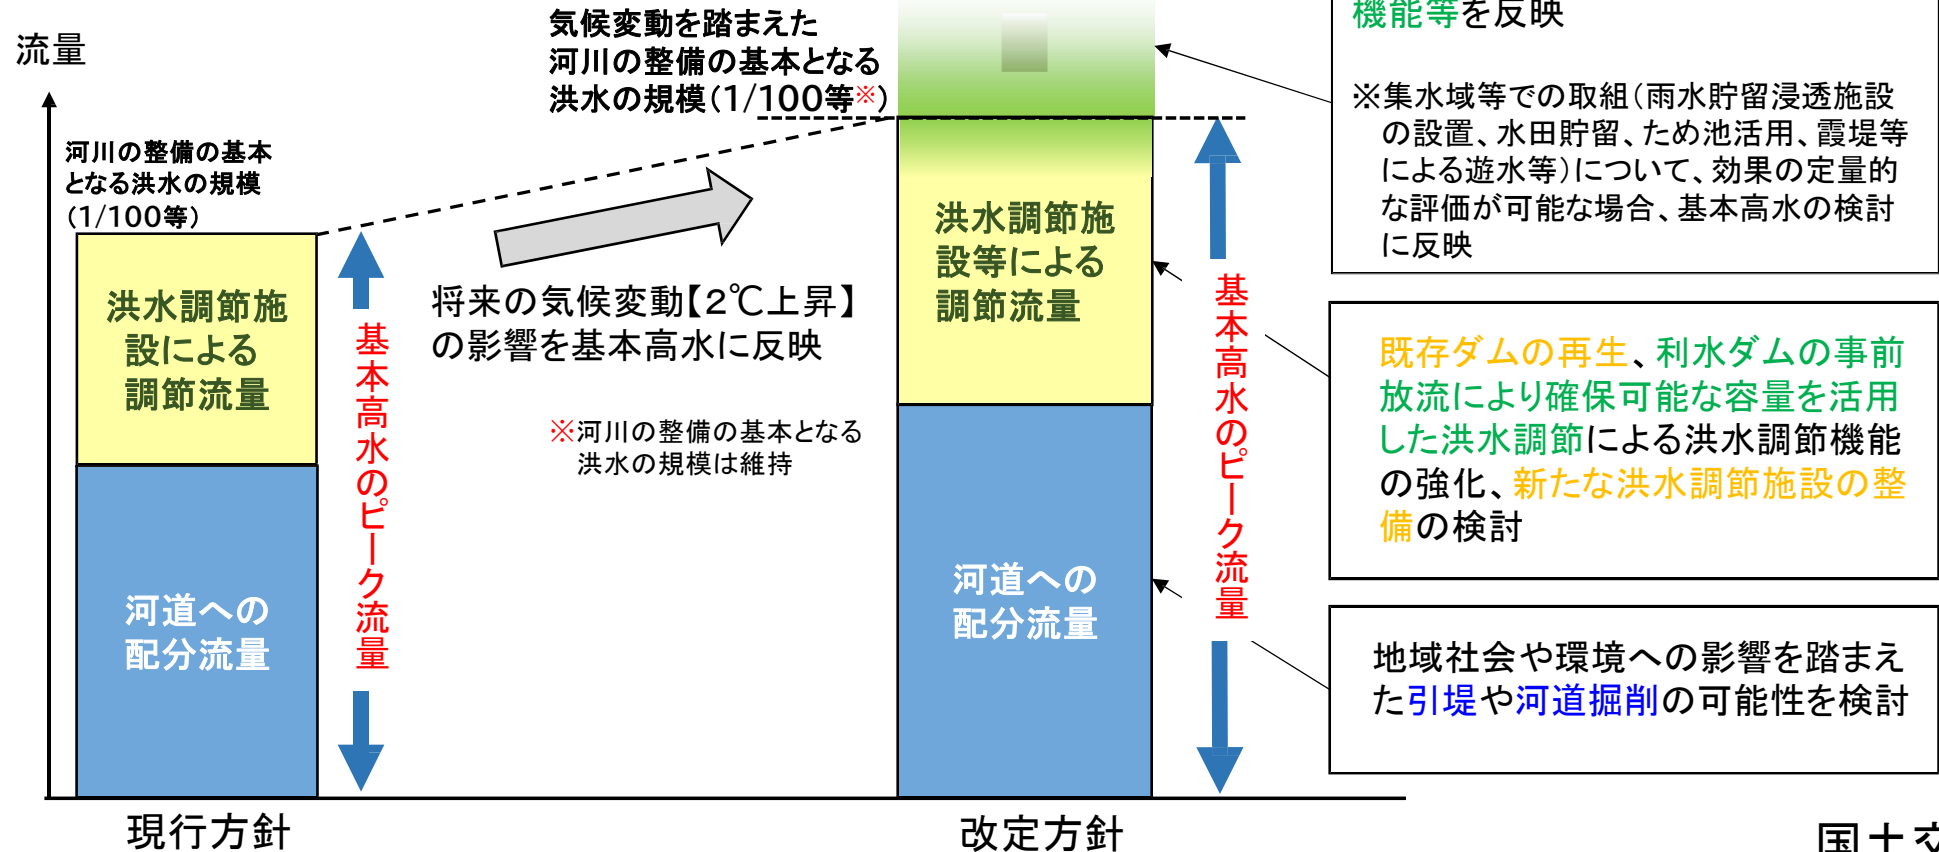 流量
河川の整備の基本
となる洪水の規模
（1/100等）
洪水調節施
設による
調節流量
河道への
配分流量
基本高水のピーク流量
現行方針
気候変動を踏まえた
河川の整備の基本となる
洪水の規模（1/100等※）
将来の気候変動【２℃上昇】
の影響を基本高水に反映
※河川の整備の基本となる
洪水の規模は維持
洪水調節施
設等による
調節流量
河道への
配分流量
基本高水のピーク流量
改定方針
機能等を反映
※集水域等での取組（雨水貯留浸透施設
の設置、水田貯留、ため池活用、霞堤等
による遊水等）について、効果の定量的
な評価が可能な場合、基本高水の検討
に反映
既存ダムの再生、利水ダムの事前
放流により確保可能な容量を活用
した洪水調節による洪水調節機能
の強化、新たな洪水調節施設の整
備の検討
地域社会や環境への影響を踏まえ
た引堤や河道掘削の可能性を検討
国土